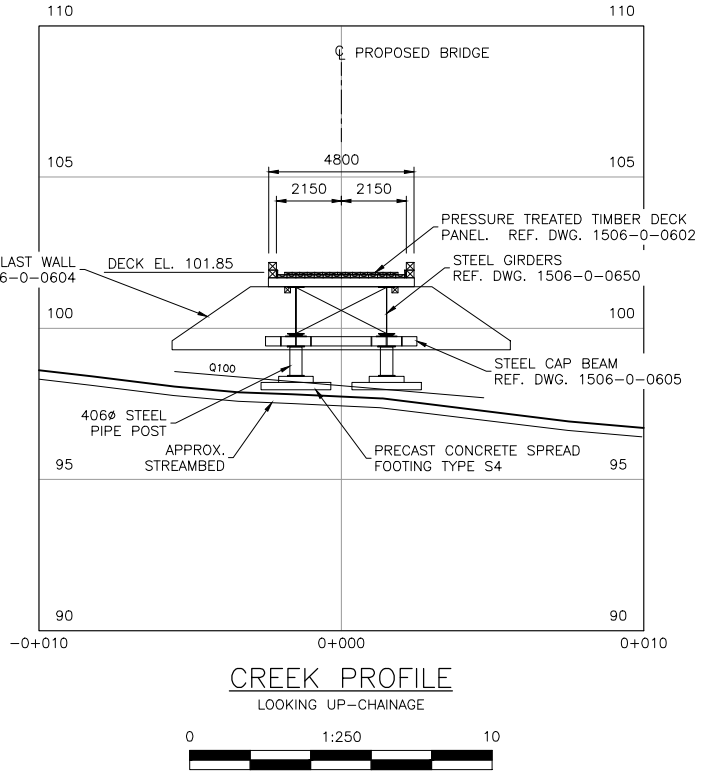 110
110
℄ PROPOSED BRIDGE
105
4800
105
2150
2150
PRESSURE TREATED TIMBER DECK
PANEL. REF. DWG. 1506-0-0602
LAST WALL
6-0-0604
DECK EL. 101.85
STEEL GIRDERS
REF. DWG. 1506-0-0650
100
100
Q100
STEEL CAP BEAM
REF. DWG. 1506-0-0605
406ø STEEL
PIPE POST
APPROX.
STREAMBED
PRECAST CONCRETE SPREAD
FOOTING TYPE S4
95
95
90
90
-0+010
0+000
0+010
CREEK PROFILE
LOOKING UP-CHAINAGE
0
1:250
10